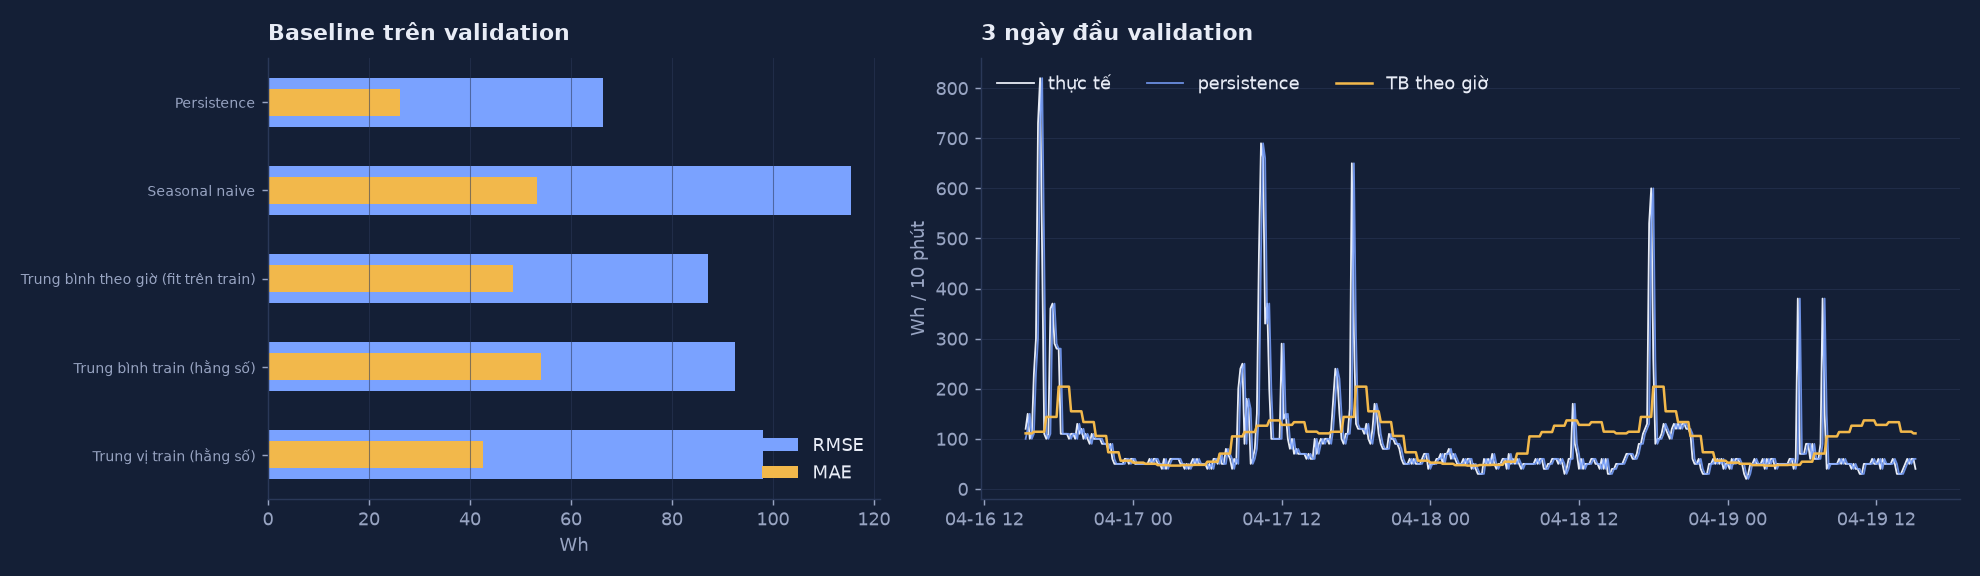 Baseline trên validation
Persistence
Seasonal naive
Trung bình theo giờ (fit trên train)
Trung bình train (hằng số)
Trung vị train (hằng số)
RMSE
MAE
0 20 40 60 80 100 120
Wh
3 ngày đầu validation
thực tế persistence TB theo giờ
Wh / 10 phút
800
700
600
500
400
300
200
100
0
04-16 12 04-17 00 04-17 12 04-18 00 04-18 12 04-19 00 04-19 12